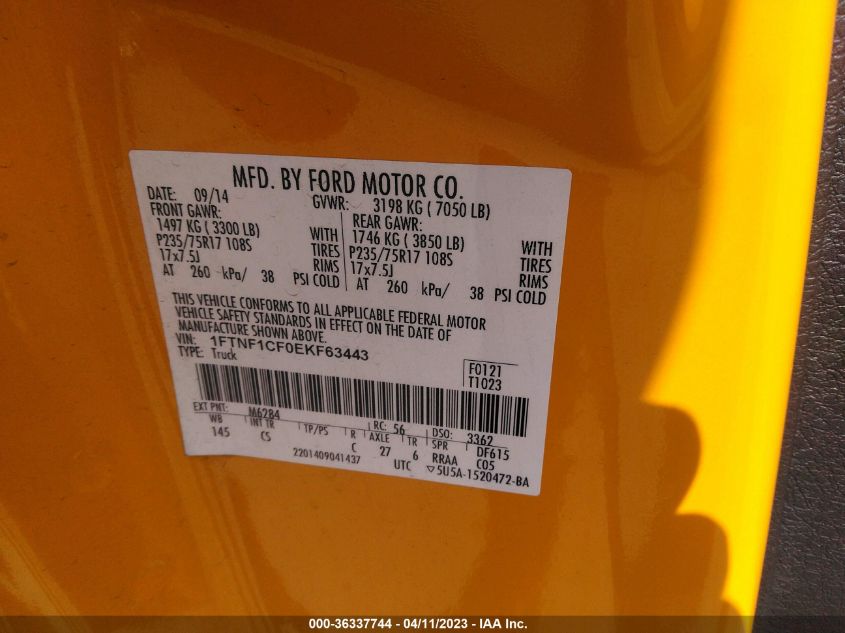 MFD. BY FORD MOTOR CO.
DATE: 09/14 GVWR: 3198 KG ( 7050 LB)
FRONT GAWR: REAR GAWR:
1497 KG ( 3300 LB) WITH 1746 KG ( 3850 LB) WITH
P235/75R17 108S TIRES P235/75R17 108S TIRES
17x7.5J RIMS 17x7.5J RIMS
AT 260 kPa/ 38 PSI COLD AT 260 kPa/ 38 PSI COLD
THIS VEHICLE CONFORMS TO ALL APPLICABLE FEDERAL MOTOR
VEHICLE SAFETY STANDARDS IN EFFECT ON THE DATE OF
MANUFACTURE SHOWN ABOVE.
VIN: 1FTNF1CF0EKF63443
TYPE: Truck F0121
T1023
EXT PNT: M6284 RC: 56 DSO: 3362
WB INT TR TP/PS R AXLE TR SPR DF615
145 CS C 27 6 RRAA C05
2201409041437 UTC ▽5U5A-1520472-BA
000-36337744 - 04/11/2023 - IAA Inc.